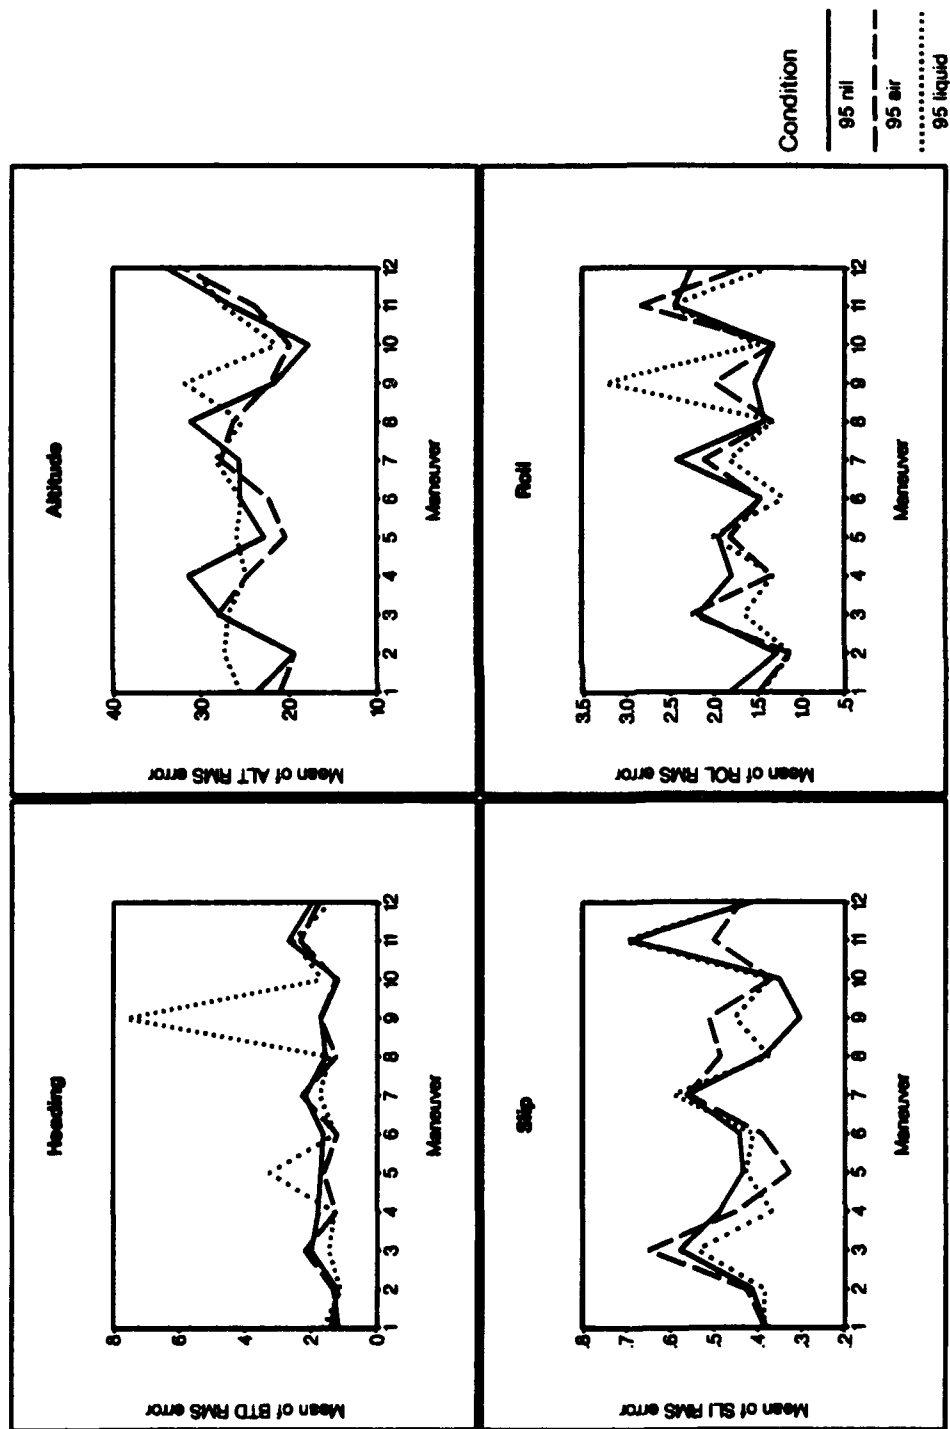 Heading
Mean of BTD RMS error
8
6
4
2
0
1 2 3 4 5 6 7 8 9 10 11 12
Maneuver
Altitude
Mean of ALT RMS error
40
30
20
10
1 2 3 4 5 6 7 8 9 10 11 12
Maneuver
Slip
Mean of SLI RMS error
.7
.6
.5
.4
.3
.2
1 2 3 4 5 6 7 8 9 10 11 12
Maneuver
Roll
Mean of ROL RMS error
3.5
3.0
2.5
2.0
1.5
1.0
.5
1 2 3 4 5 6 7 8 9 10 11 12
Maneuver
Condition
95 nil
95 air
95 liquid